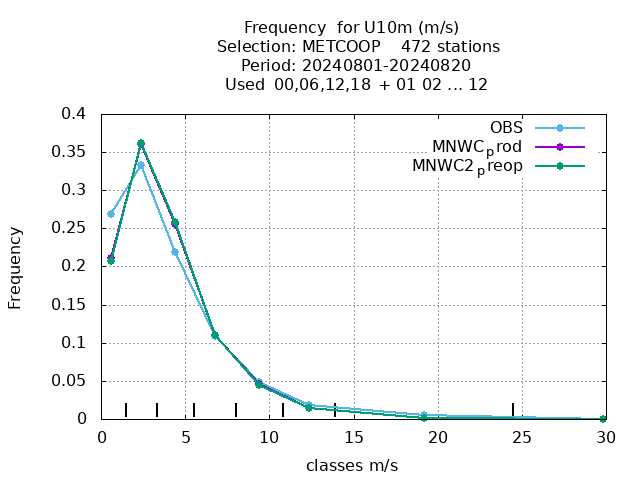 Frequency  for U10m (m/s)
Selection: METCOOP    472 stations
Period: 20240801-20240820
Used  00,06,12,18 + 01 02 ... 12
OBS
MNWCprod
MNWC2preop
0.4
0.35
0.3
0.25
0.2
0.15
0.1
0.05
0
Frequency
0 5 10 15 20 25 30
classes m/s